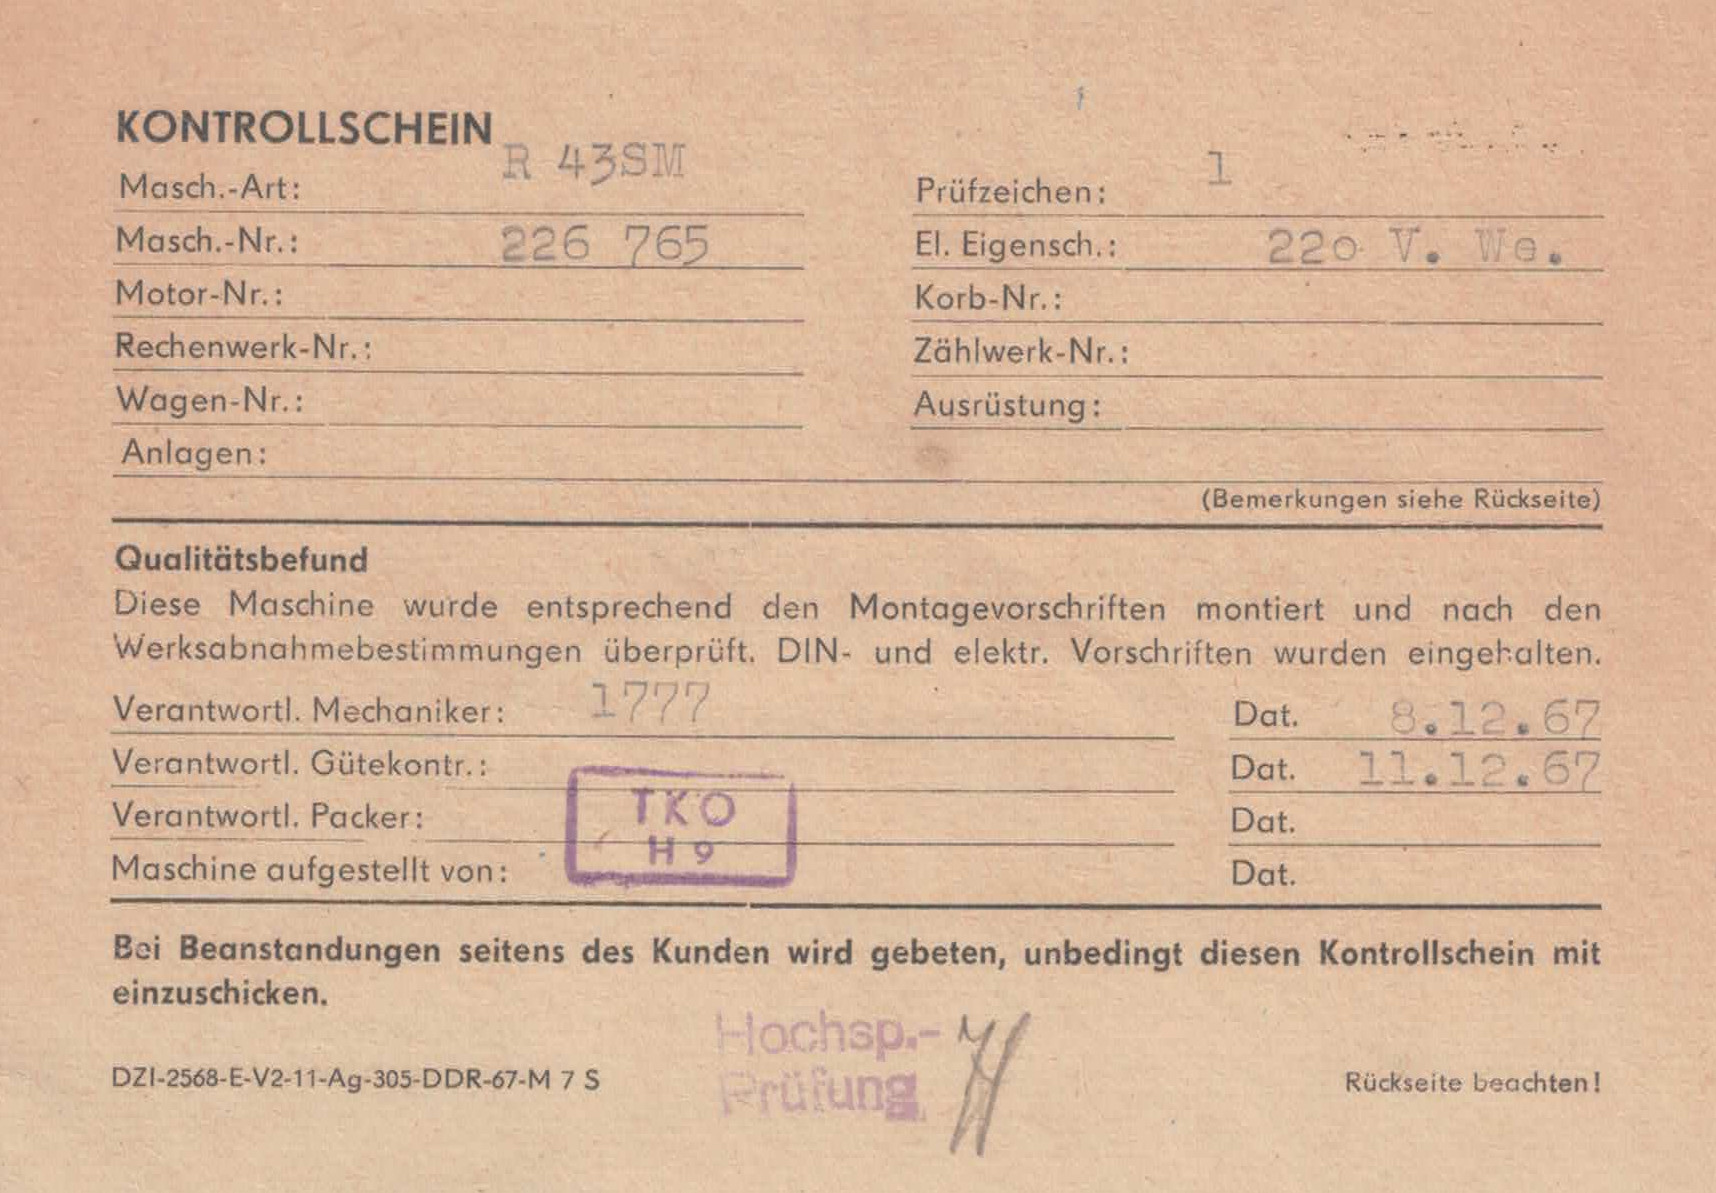 KONTROLLSCHEIN
Masch.-Art: R 43SM
Prüfzeichen: 1
Masch.-Nr.: 226 765
El. Eigensch.: 220 V. We.
Motor-Nr.:
Korb-Nr.:
Rechenwerk-Nr.:
Zählwerk-Nr.:
Wagen-Nr.:
Ausrüstung:
Anlagen:
(Bemerkungen siehe Rückseite)
Qualitätsbefund
Diese Maschine wurde entsprechend den Montagevorschriften montiert und nach den
Werksabnahmebestimmungen überprüft. DIN- und elektr. Vorschriften wurden eingehalten.
Verantwortl. Mechaniker: 1777 Dat. 8.12.67
Verantwortl. Gütekontr.: Dat. 11.12.67
Verantwortl. Packer: Dat.
Maschine aufgestellt von: Dat.
TKO
H 9
Bei Beanstandungen seitens des Kunden wird gebeten, unbedingt diesen Kontrollschein mit
einzuschicken.
Hochsp.-
Prüfung
DZI-2568-E-V2-11-Ag-305-DDR-67-M 7 S
Rückseite beachten!